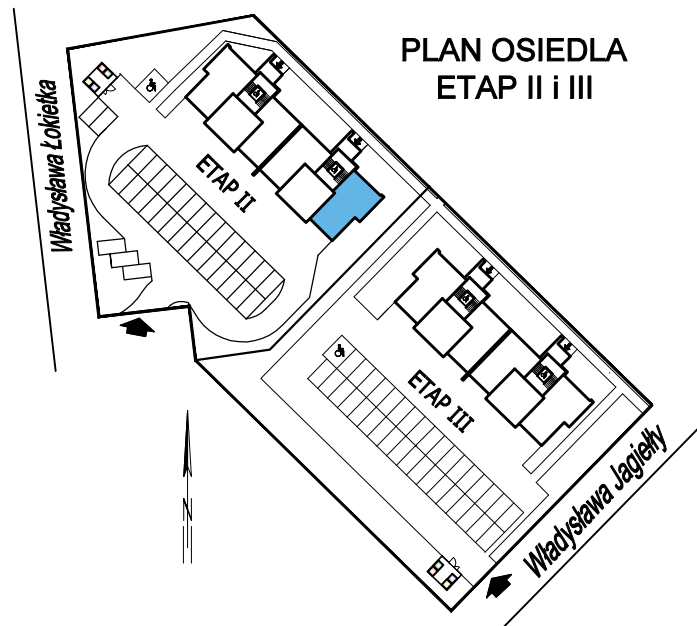 PLAN OSIEDLA
ETAP II i III
Władysława Łokietka
ETAP II
ETAP III
N
Władysława Jagiełły